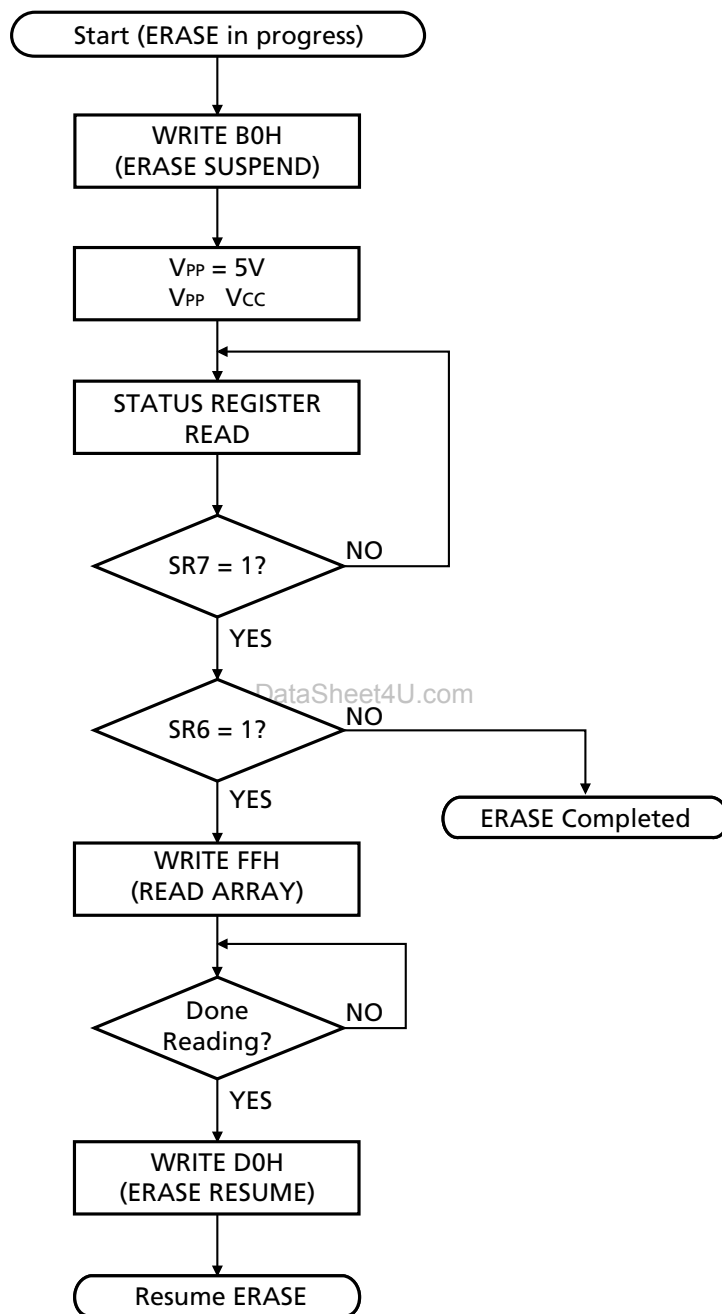 Start (ERASE in progress)
WRITE B0H
(ERASE SUSPEND)
VPP = 5V
VPP VCC
STATUS REGISTER
READ
SR7 = 1?
NO
YES
DataSheet4U.com
SR6 = 1?
NO
YES
ERASE Completed
WRITE FFH
(READ ARRAY)
Done
Reading?
NO
YES
WRITE D0H
(ERASE RESUME)
Resume ERASE